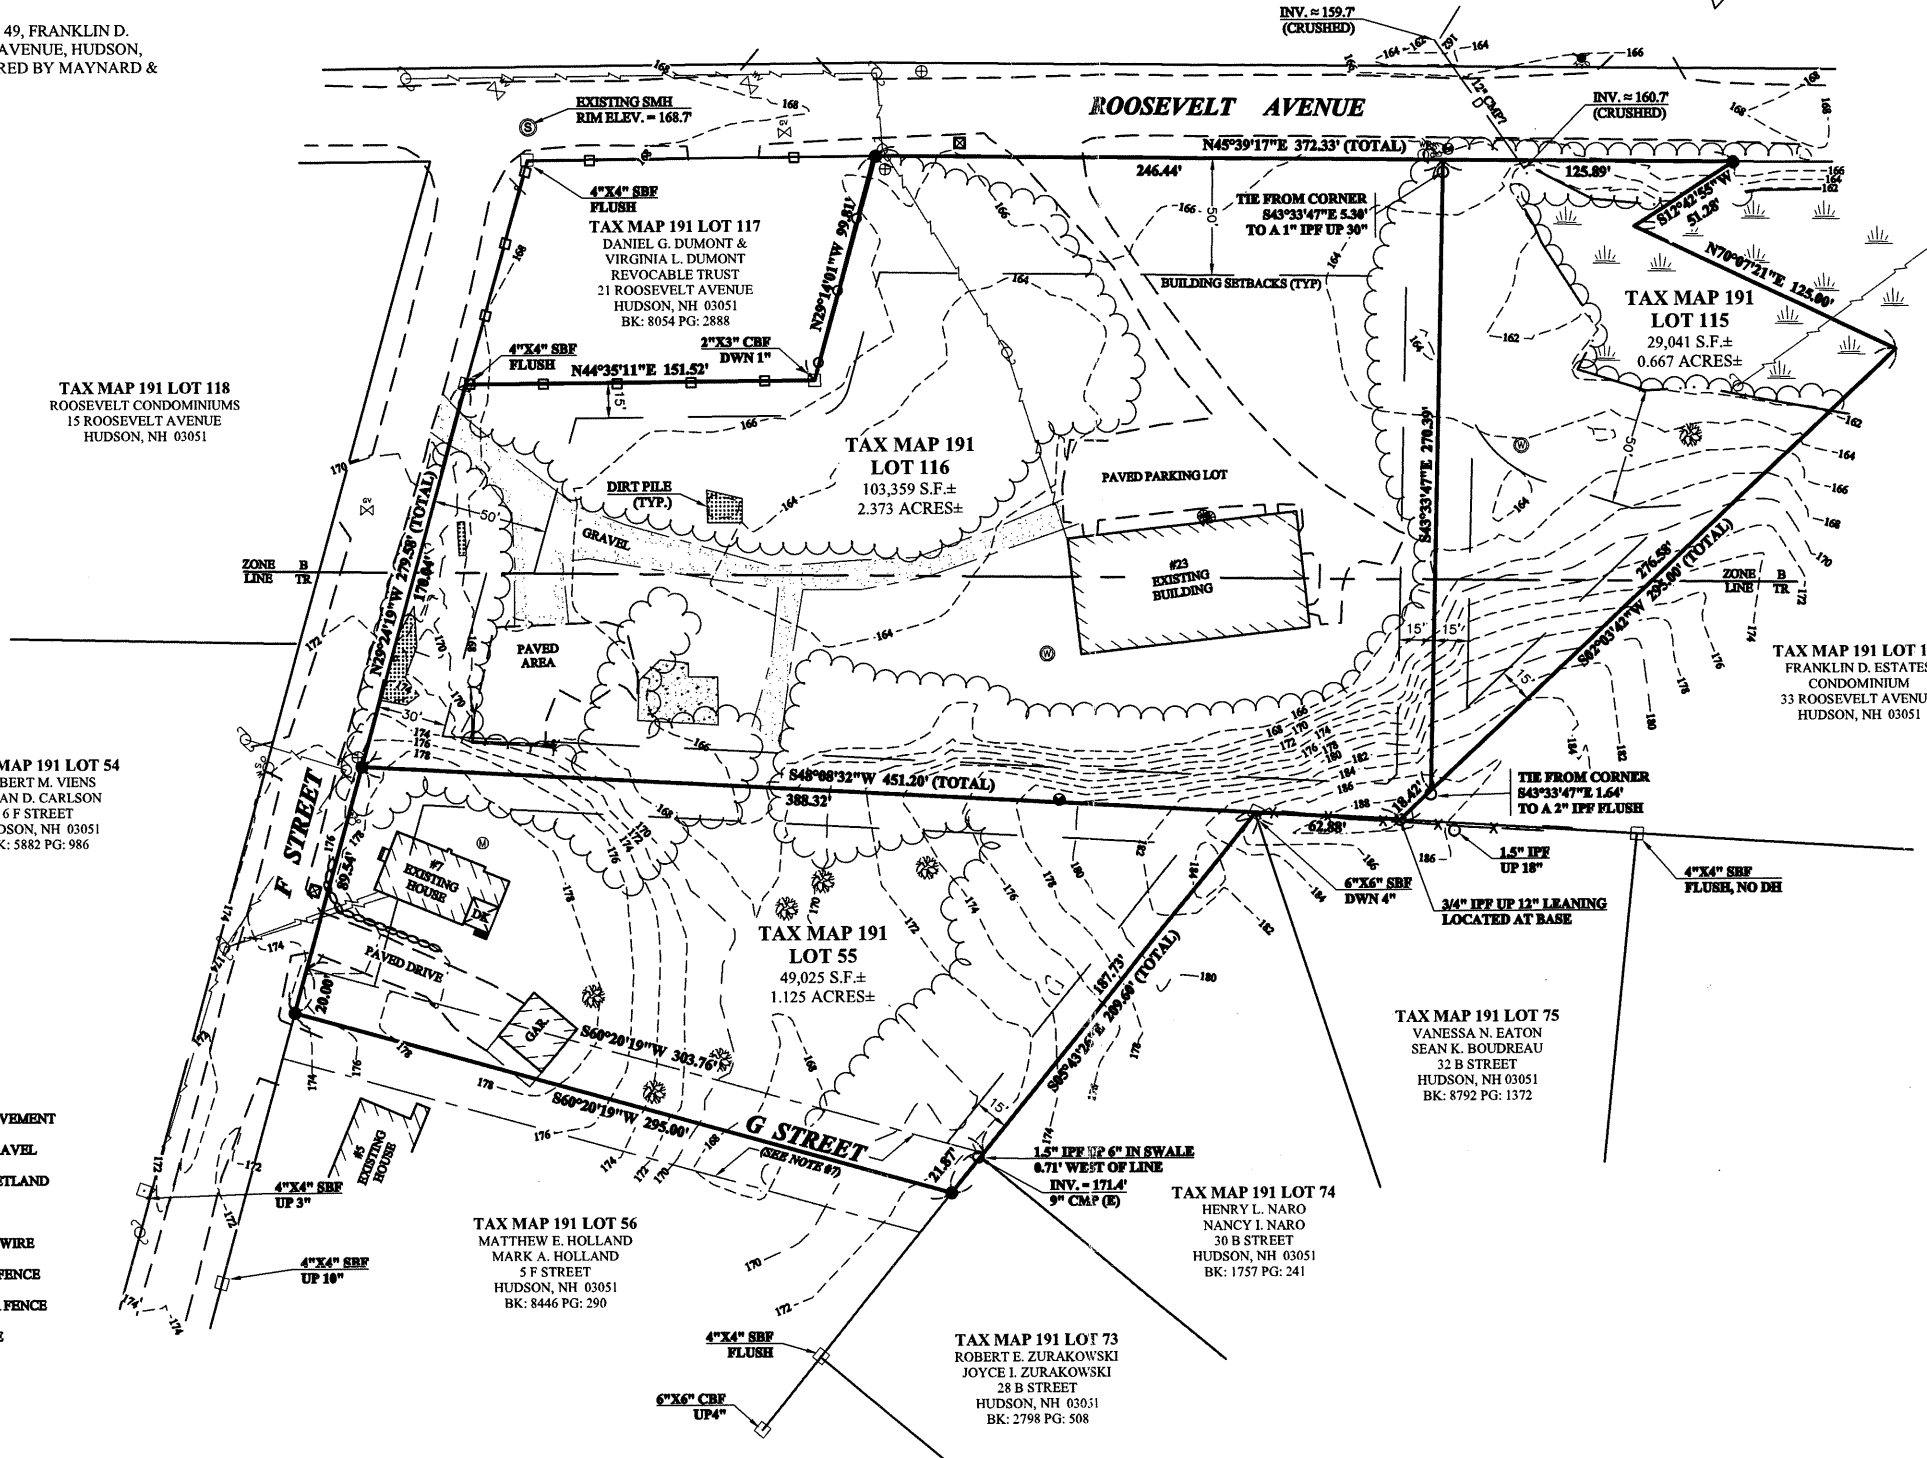 49, FRANKLIN D.
AVENUE, HUDSON,
RED BY MAYNARD &
INV. ≈ 159.7'
(CRUSHED)
INV. ≈ 160.7'
(CRUSHED)
12" CMP?
ROOSEVELT AVENUE
N45°39'17"E 372.33' (TOTAL)
246.44'
125.89'
EXISTING SMH
RIM ELEV. = 168.7'
4"X4" SBF
FLUSH
TAX MAP 191 LOT 117
DANIEL G. DUMONT &
VIRGINIA L. DUMONT
REVOCABLE TRUST
21 ROOSEVELT AVENUE
HUDSON, NH 03051
BK: 8054 PG: 2888
N29°14'01"W 99.81'
2"X3" CBF
DWN 1"
4"X4" SBF
FLUSH
N44°35'11"E 151.52'
15'
TIE FROM CORNER
S43°33'47"E 5.30'
TO A 1" IPF UP 30"
50'
BUILDING SETBACKS (TYP)
S12°42'55"W
51.28'
N70°07'21"E 125.00'
TAX MAP 191
LOT 115
29,041 S.F.±
0.667 ACRES±
TAX MAP 191 LOT 118
ROOSEVELT CONDOMINIUMS
15 ROOSEVELT AVENUE
HUDSON, NH 03051
TAX MAP 191
LOT 116
103,359 S.F.±
2.373 ACRES±
DIRT PILE
(TYP.)
GRAVEL
PAVED PARKING LOT
#23
EXISTING
BUILDING
S43°33'47"E 270.39'
50'
50'
N29°24'19"W 279.58' (TOTAL)
170.04'
ZONE B
LINE TR
ZONE B
LINE TR
276.58'
S02°03'42"W 295.00' (TOTAL)
15' 15'
15'
PAVED
AREA
30'
TAX MAP 191 LOT 1
FRANKLIN D. ESTATES
CONDOMINIUM
33 ROOSEVELT AVENU
HUDSON, NH 03051
MAP 191 LOT 54
BERT M. VIENS
AN D. CARLSON
6 F STREET
DSON, NH 03051
K: 5882 PG: 986
F STREET
S48°08'32"W 451.20' (TOTAL)
388.32'
62.88'
18.42'
TIE FROM CORNER
S43°33'47"E 1.64'
TO A 2" IPF FLUSH
1.5" IPF
UP 18"
6"X6" SBF
DWN 4"
3/4" IPF UP 12" LEANING
LOCATED AT BASE
4"X4" SBF
FLUSH, NO DH
89.54'
#7
EXISTING
HOUSE
DK
PAVED DRIVE
20.00'
GAR.
TAX MAP 191
LOT 55
49,025 S.F.±
1.125 ACRES±
187.73'
S05°43'26"E 209.60' (TOTAL)
S60°20'19"W 303.76'
S60°20'19"W 295.00'
G STREET
(SEE NOTE #7)
21.87'
15'
1.5" IPF UP 6" IN SWALE
0.71' WEST OF LINE
INV. = 171.4'
9" CMP (E)
TAX MAP 191 LOT 75
VANESSA N. EATON
SEAN K. BOUDREAU
32 B STREET
HUDSON, NH 03051
BK: 8792 PG: 1372
#5
EXISTING
HOUSE
4"X4" SBF
UP 3"
4"X4" SBF
UP 10"
VEMENT
AVEL
ETLAND
WIRE
FENCE
FENCE
TAX MAP 191 LOT 56
MATTHEW E. HOLLAND
MARK A. HOLLAND
5 F STREET
HUDSON, NH 03051
BK: 8446 PG: 290
TAX MAP 191 LOT 74
HENRY L. NARO
NANCY I. NARO
30 B STREET
HUDSON, NH 03051
BK: 1757 PG: 241
4"X4" SBF
FLUSH
6"X6" CBF
UP4"
TAX MAP 191 LOT 73
ROBERT E. ZURAKOWSKI
JOYCE I. ZURAKOWSKI
28 B STREET
HUDSON, NH 03051
BK: 2798 PG: 508